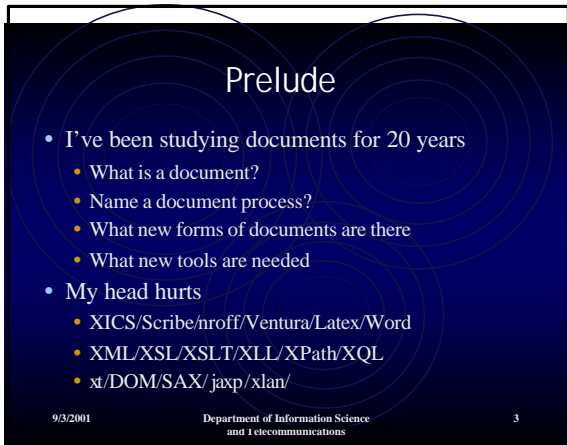 Prelude
• I've been studying documents for 20 years
• What is a document?
• Name a document process?
• What new forms of documents are there
• What new tools are needed
• My head hurts
• XICS/Scribe/nroff/Ventura/Latex/Word
• XML/XSL/XSLT/XLL/XPath/XQL
• xt/DOM/SAX/jaxp/xlan/
9/3/2001 Department of Information Science 3
and Telecommunications